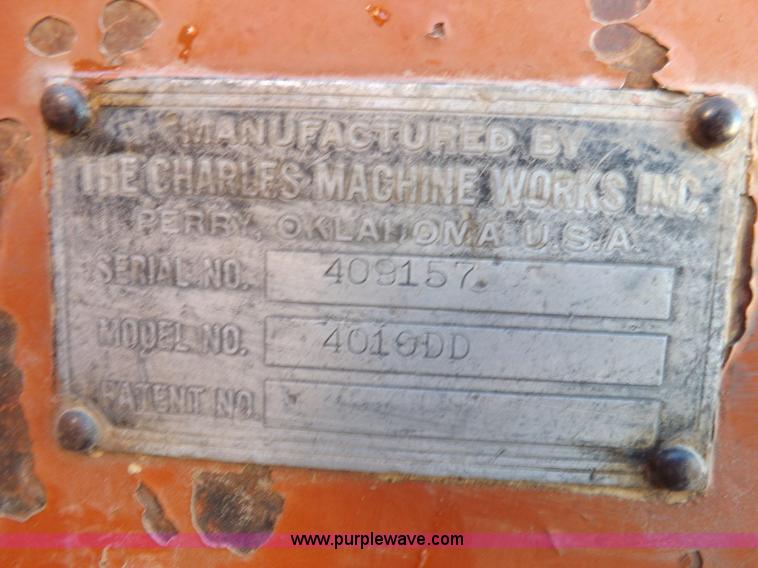 MANUFACTURED BY
THE CHARLES MACHINE WORKS INC.
PERRY, OKLAHOMA U.S.A.
SERIAL NO. 409157
MODEL NO. 4010DD
PATENT NO.
www.purplewave.com